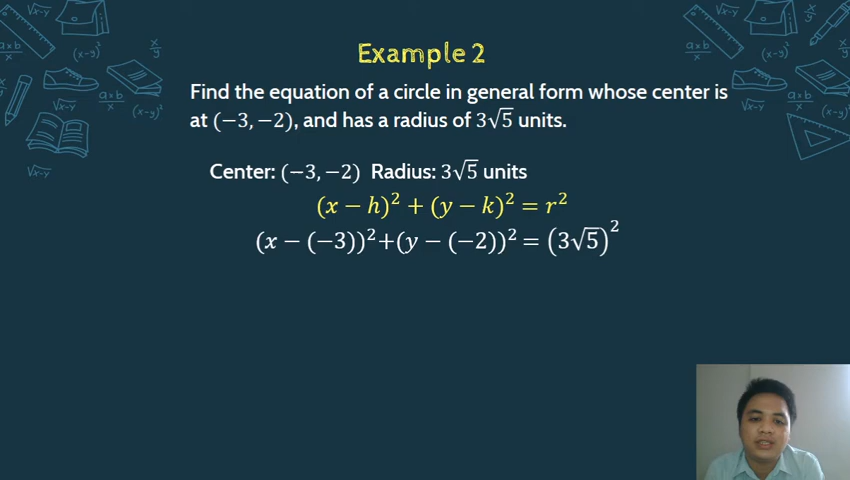 Example 2
Find the equation of a circle in general form whose center is
at (−3, −2), and has a radius of 3√5 units.
Center: (−3, −2) Radius: 3√5 units
(x − h)² + (y − k)² = r²
(x − (−3))²+(y − (−2))² = (3√5)²